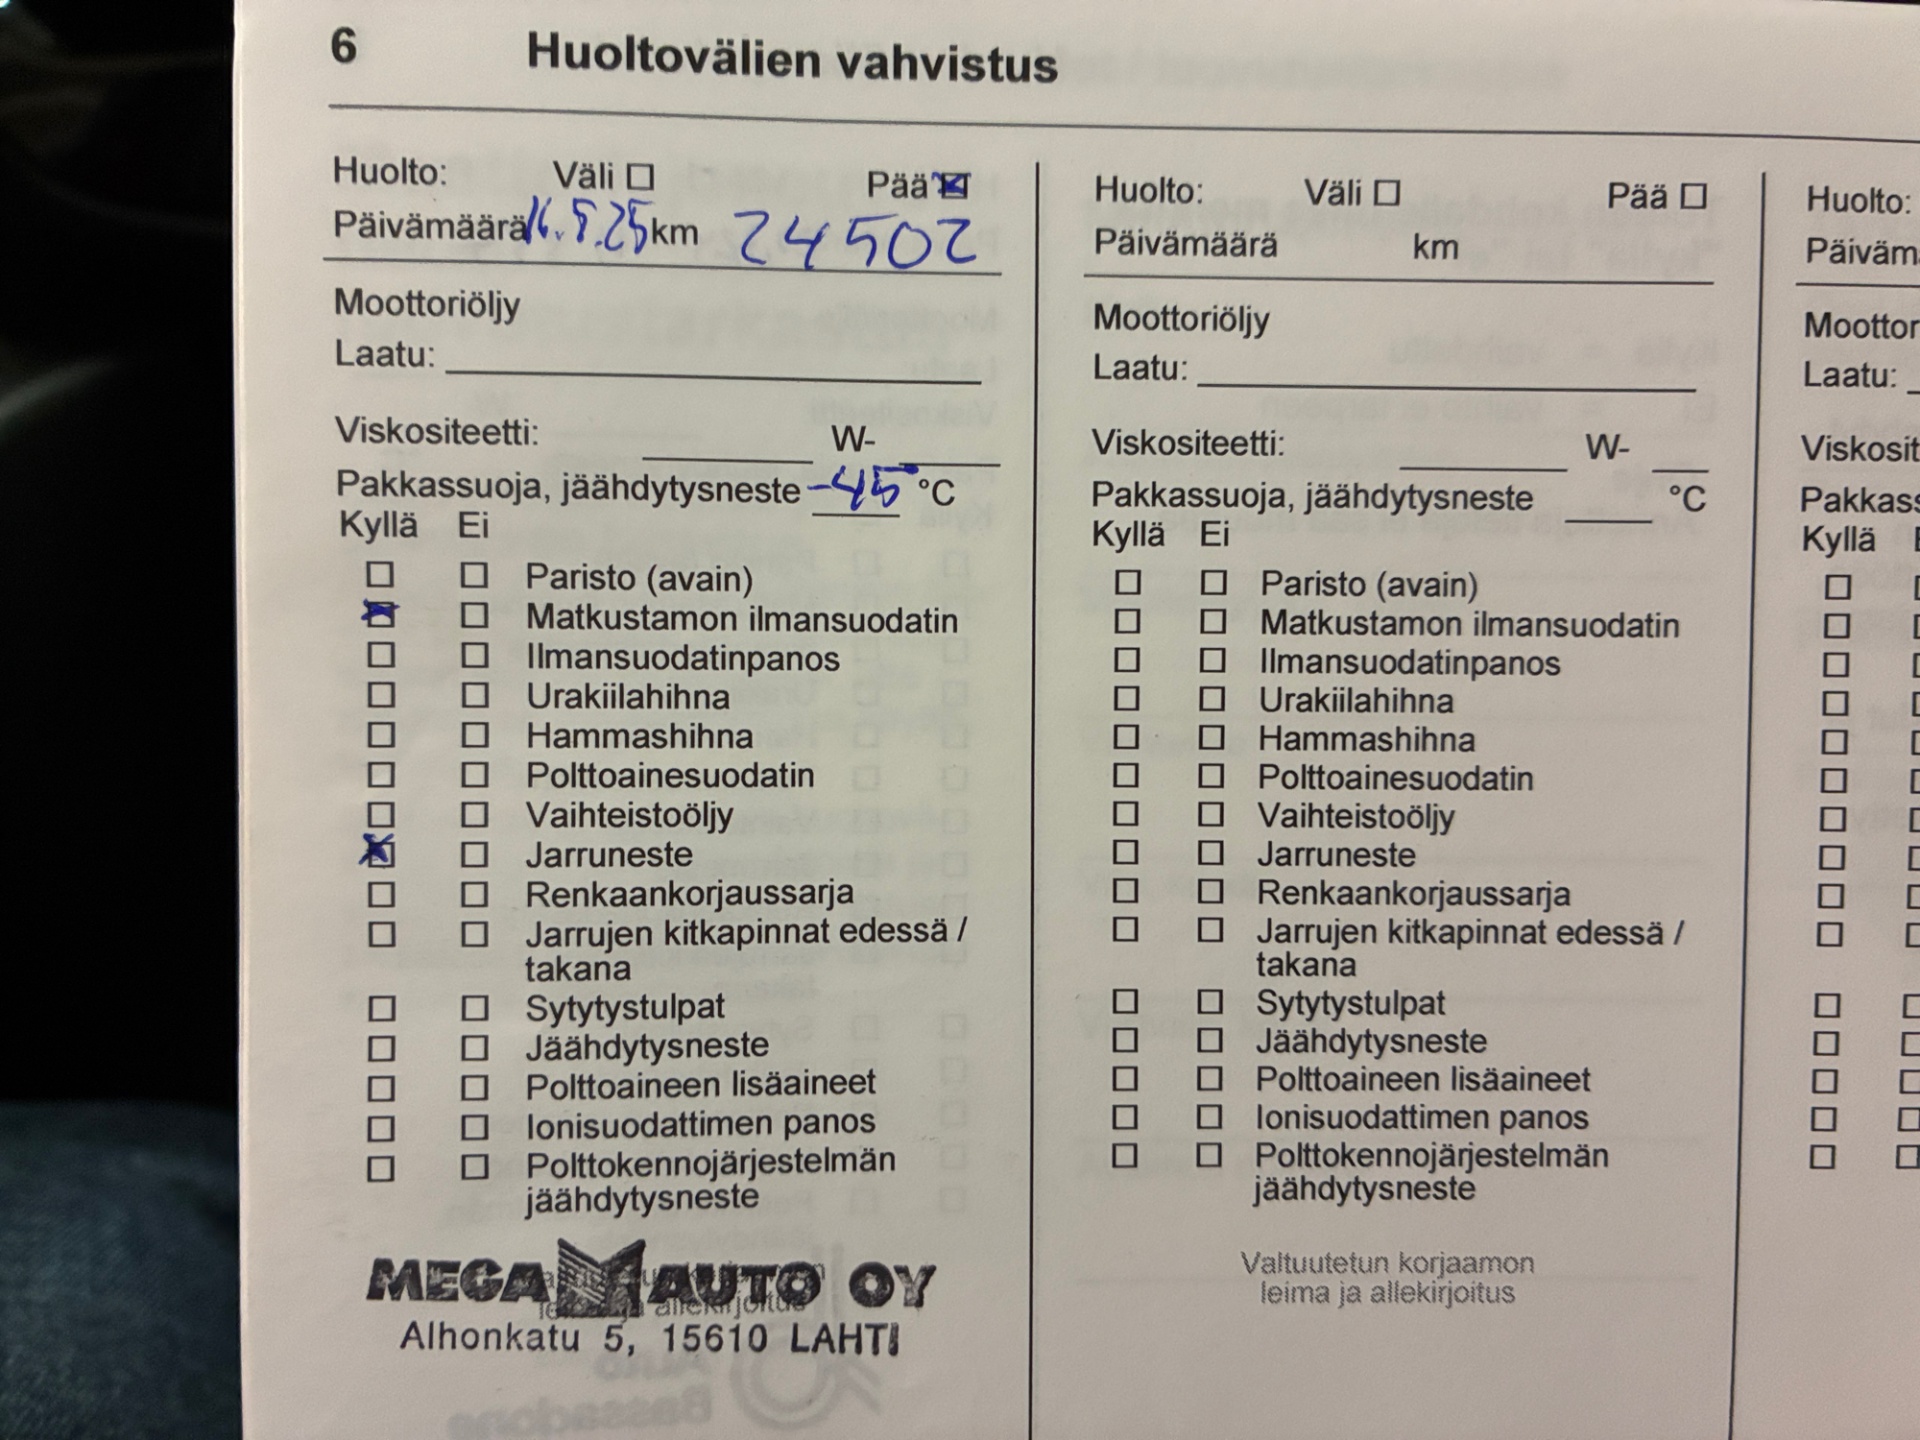 6 Huoltovälien vahvistus
Huolto: Väli ☐ Pää ☒
Päivämäärä 16.5.25 km 24502
Moottoriöljy
Laatu:
Viskositeetti: W-
Pakkassuoja, jäähdytysneste -45 °C
Kyllä Ei
☐ ☐ Paristo (avain)
☒ ☐ Matkustamon ilmansuodatin
☐ ☐ Ilmansuodatinpanos
☐ ☐ Urakiilahihna
☐ ☐ Hammashihna
☐ ☐ Polttoainesuodatin
☐ ☐ Vaihteistoöljy
☒ ☐ Jarruneste
☐ ☐ Renkaankorjaussarja
☐ ☐ Jarrujen kitkapinnat edessä /
takana
☐ ☐ Sytytystulpat
☐ ☐ Jäähdytysneste
☐ ☐ Polttoaineen lisäaineet
☐ ☐ Ionisuodattimen panos
☐ ☐ Polttokennojärjestelmän
jäähdytysneste
MEGA AUTO OY
leima ja allekirjoitus
Alhonkatu 5, 15610 LAHTI
Huolto: Väli ☐ Pää ☐
Päivämäärä km
Moottoriöljy
Laatu:
Viskositeetti: W-
Pakkassuoja, jäähdytysneste °C
Kyllä Ei
☐ ☐ Paristo (avain)
☐ ☐ Matkustamon ilmansuodatin
☐ ☐ Ilmansuodatinpanos
☐ ☐ Urakiilahihna
☐ ☐ Hammashihna
☐ ☐ Polttoainesuodatin
☐ ☐ Vaihteistoöljy
☐ ☐ Jarruneste
☐ ☐ Renkaankorjaussarja
☐ ☐ Jarrujen kitkapinnat edessä /
takana
☐ ☐ Sytytystulpat
☐ ☐ Jäähdytysneste
☐ ☐ Polttoaineen lisäaineet
☐ ☐ Ionisuodattimen panos
☐ ☐ Polttokennojärjestelmän
jäähdytysneste
Valtuutetun korjaamon
leima ja allekirjoitus
Huolto:
Laatu:
Kyllä